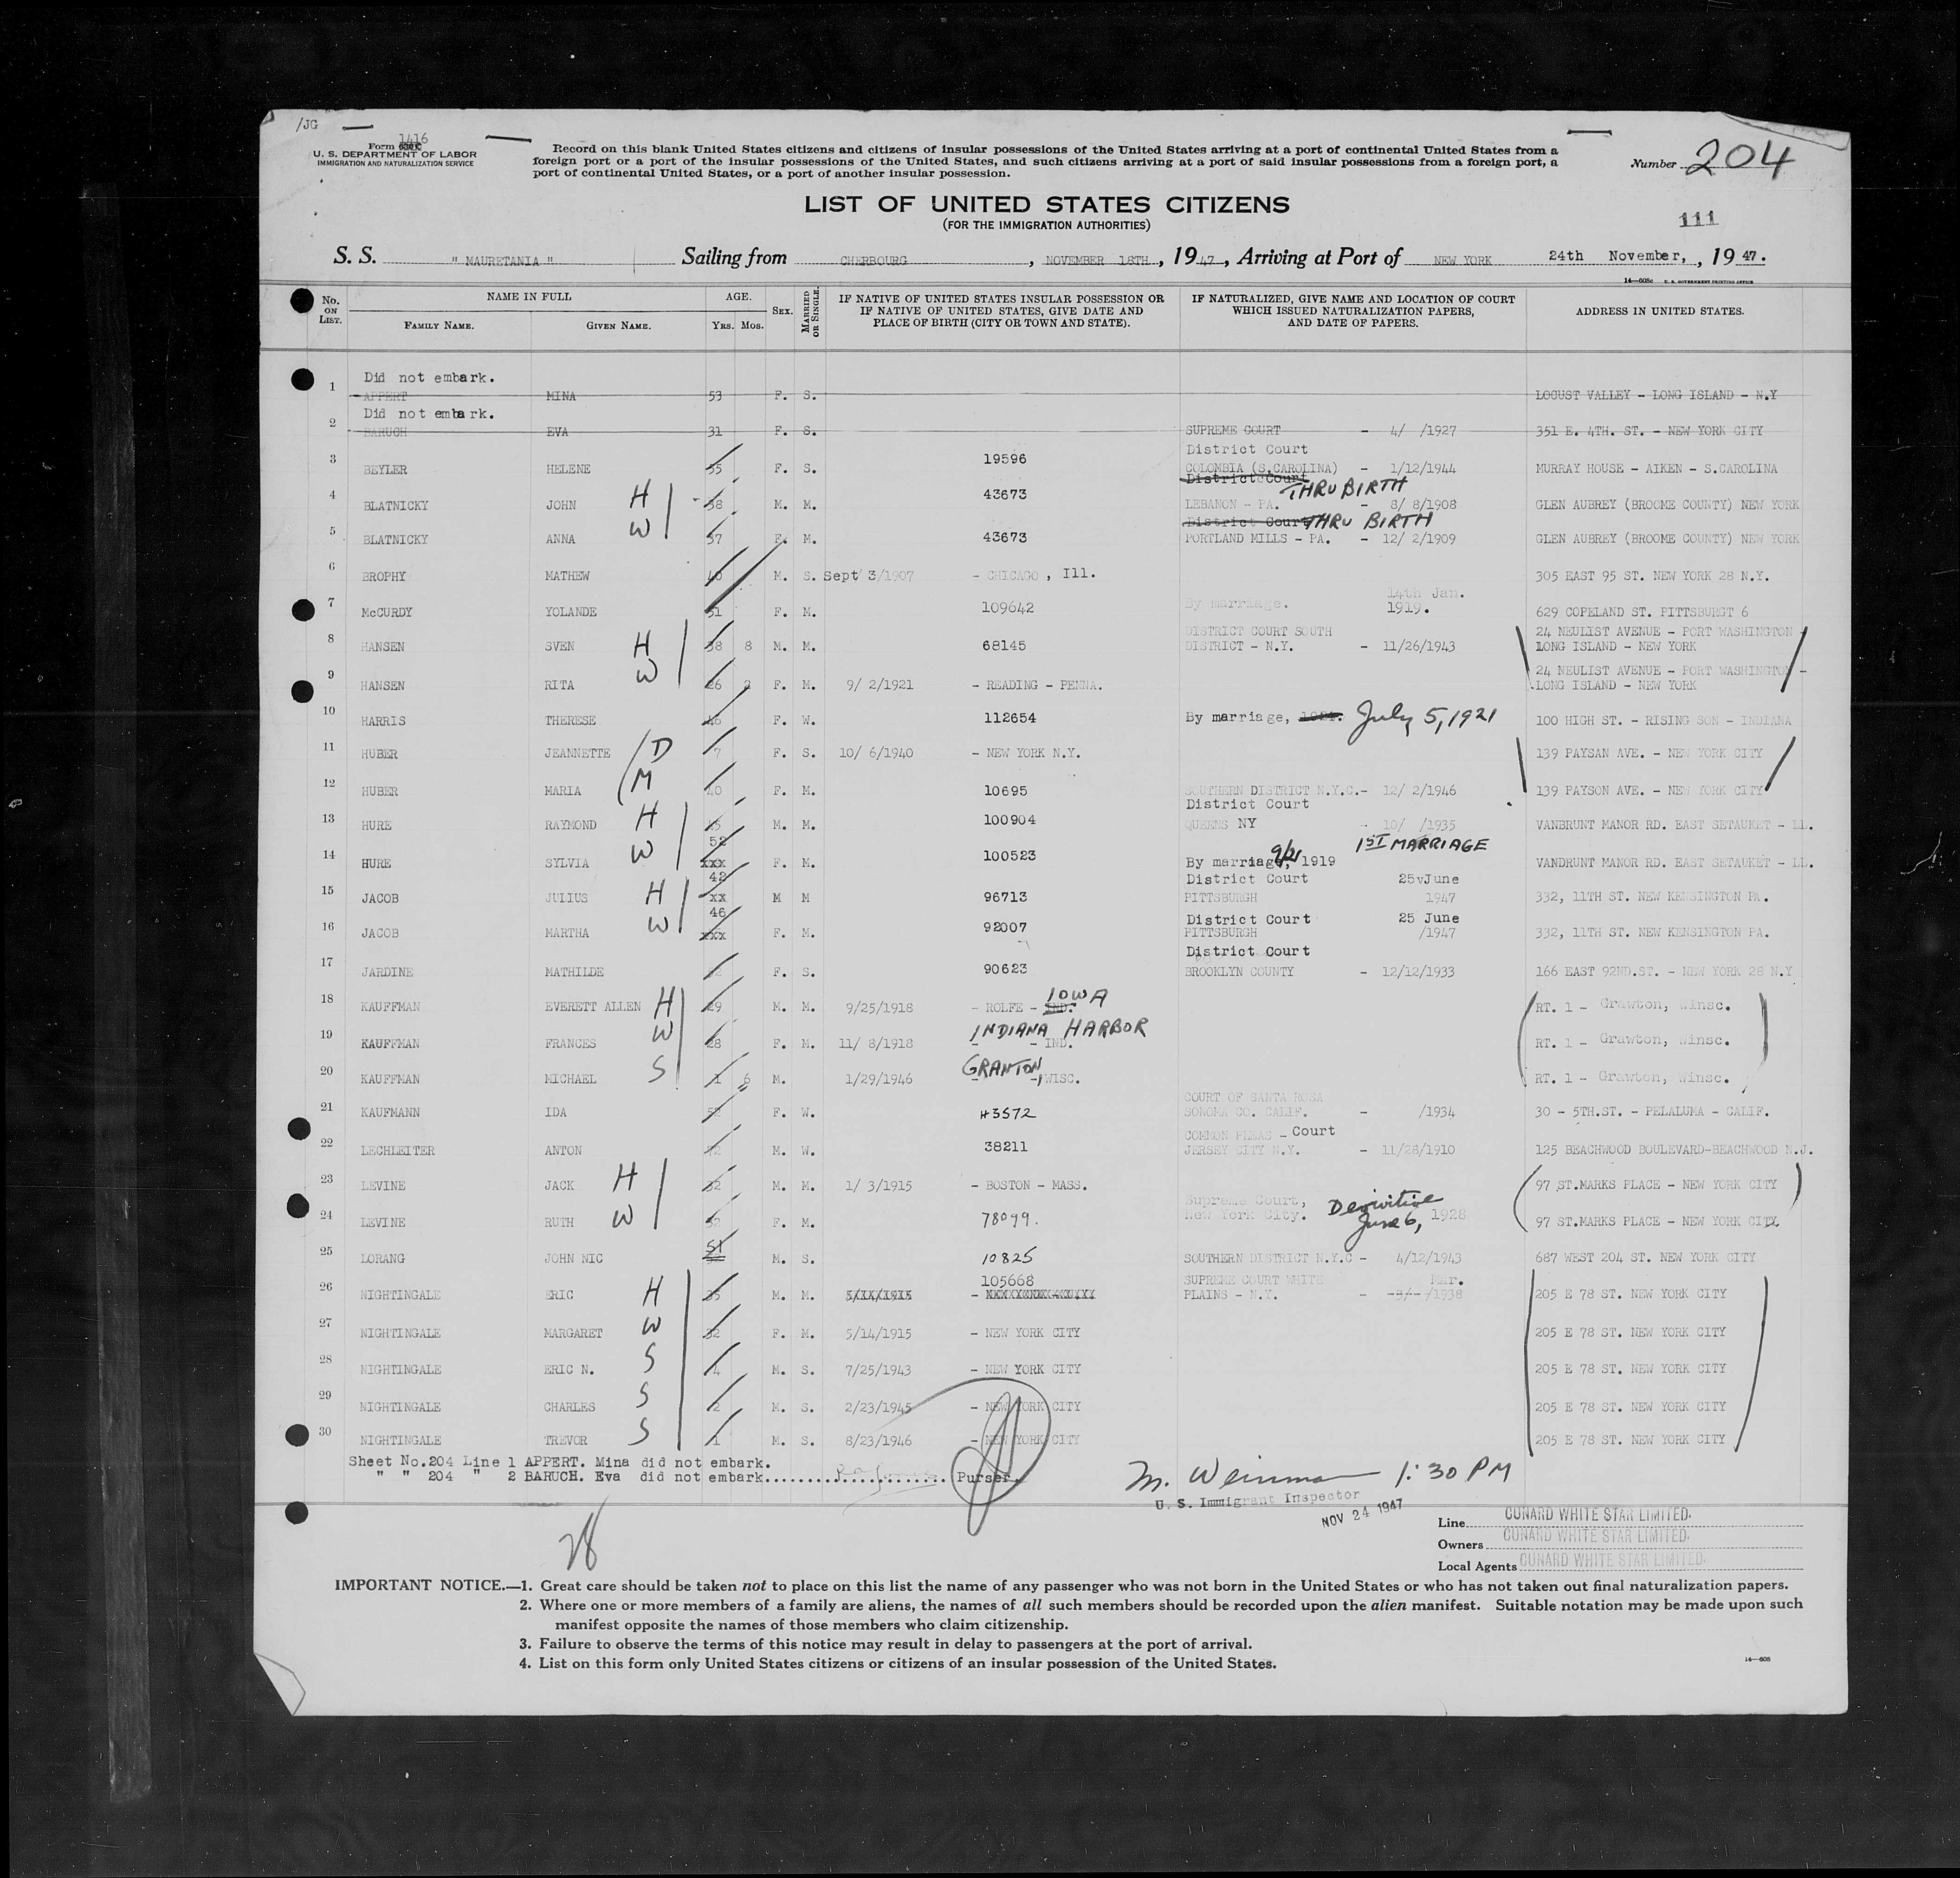 /JG
1416
Form
U. S. DEPARTMENT OF LABOR
IMMIGRATION AND NATURALIZATION SERVICE
Record on this blank United States citizens and citizens of insular possessions of the United States arriving at a port of continental United States from a
foreign port or a port of the insular possessions of the United States, and such citizens arriving at a port of said insular possessions from a foreign port, a
port of continental United States, or a port of another insular possession.
Number 204
LIST OF UNITED STATES CITIZENS
(FOR THE IMMIGRATION AUTHORITIES)
111
S. S. " MAURETANIA " Sailing from CHERBOURG, NOVEMBER 18TH, 1947, Arriving at Port of NEW YORK 24th November, , 1947.
14—608c U. S. GOVERNMENT PRINTING OFFICE
No. ON LIST. NAME IN FULL FAMILY NAME. GIVEN NAME. AGE. YRS. MOS. SEX. MARRIED OR SINGLE. IF NATIVE OF UNITED STATES INSULAR POSSESSION OR IF NATIVE OF UNITED STATES, GIVE DATE AND PLACE OF BIRTH (CITY OR TOWN AND STATE). IF NATURALIZED, GIVE NAME AND LOCATION OF COURT WHICH ISSUED NATURALIZATION PAPERS, AND DATE OF PAPERS. ADDRESS IN UNITED STATES.
Did not embark.
1 APPERT MINA 53 F. S. LOCUST VALLEY - LONG ISLAND - N.Y
Did not embark.
2 BARUCH EVA 31 F. S. SUPREME COURT - 4/ /1927 351 E. 4TH. ST. - NEW YORK CITY
District Court
3 BEYLER HELENE 55 F. S. 19596 COLOMBIA (S.CAROLINA) - 1/12/1944 MURRAY HOUSE - AIKEN - S.CAROLINA
District Court THRU BIRTH
4 BLATNICKY JOHN H 38 M. M. 43673 LEBANON - PA. - 8/ 8/1908 GLEN AUBREY (BROOME COUNTY) NEW YORK
District Court THRU BIRTH
5 BLATNICKY ANNA W 37 F. M. 43673 PORTLAND MILLS - PA. - 12/ 2/1909 GLEN AUBREY (BROOME COUNTY) NEW YORK
6 BROPHY MATHEW 40 M. S. Sept 3/1907 - CHICAGO , Ill. 305 EAST 95 ST. NEW YORK 28 N.Y.
14th Jan.
7 McCURDY YOLANDE 51 F. M. 109642 By marriage. 1919. 629 COPELAND ST. PITTSBURGT 6
DISTRICT COURT SOUTH 24 NEULIST AVENUE - PORT WASHINGTON -
8 HANSEN SVEN H 38 8 M. M. 68145 DISTRICT - N.Y. - 11/26/1943 LONG ISLAND - NEW YORK
24 NEULIST AVENUE - PORT WASHINGTON -
9 HANSEN RITA W 26 2 F. M. 9/ 2/1921 - READING - PENNA. LONG ISLAND - NEW YORK
10 HARRIS THERESE 46 F. W. 112654 By marriage, July 5, 1921 100 HIGH ST. - RISING SON - INDIANA
11 HUBER JEANNETTE D 7 F. S. 10/ 6/1940 - NEW YORK N.Y. 139 PAYSAN AVE. - NEW YORK CITY
12 HUBER MARIA M 40 F. M. 10695 SOUTHERN DISTRICT N.Y.C.- 12/ 2/1946 139 PAYSON AVE. - NEW YORK CITY
District Court
13 HURE RAYMOND H 45 M. M. 100904 QUEENS NY - 10/ /1935 VANBRUNT MANOR RD. EAST SETAUKET - LL.
52 9/21 1ST MARRIAGE
14 HURE SYLVIA W xxx F. M. 100523 By marriage, 1919 VANDRUNT MANOR RD. EAST SETAUKET - LL.
42 District Court 25vJune
15 JACOB JULIUS H xx M M 96713 PITTSBURGH 1947 332, 11TH ST. NEW KENSINGTON PA.
46 District Court 25 June
16 JACOB MARTHA W xxx F. M. 92007 PITTSBURGH /1947 332, 11TH ST. NEW KENSINGTON PA.
District Court
17 JARDINE MATHILDE F. S. 90623 BROOKLYN COUNTY - 12/12/1933 166 EAST 92ND.ST. - NEW YORK 28 N.Y
IOWA
18 KAUFFMAN EVERETT ALLEN H 29 M. M. 9/25/1918 - ROLFE - IND. RT. 1 - Grawton, Winsc.
INDIANA HARBOR
19 KAUFFMAN FRANCES W 28 F. M. 11/ 8/1918 - - IND. RT. 1 - Grawton, Winsc.
GRANTON
20 KAUFFMAN MICHAEL S 1 6 M. 1/29/1946 -, WISC. RT. 1 - Grawton, Winsc.
COURT OF SANTA ROSA
21 KAUFMANN IDA 52 F. W. 43572 SONOMA CO. CALIF. - /1934 30 - 5TH.ST. - PELALUMA - CALIF.
COMMON PLEAS - Court
22 LECHLEITER ANTON 72 M. W. 38211 JERSEY CITY N.Y. - 11/28/1910 125 BEACHWOOD BOULEVARD-BEACHWOOD N.J.
23 LEVINE JACK H 32 M. M. 1/ 3/1915 - BOSTON - MASS. 97 ST.MARKS PLACE - NEW YORK CITY
Supreme Court, Derivitive
24 LEVINE RUTH W 32 F. M. 78099. New York City. June 6, 1928 97 ST.MARKS PLACE - NEW YORK CITY
51
25 LORANG JOHN NIC M. S. 10825 SOUTHERN DISTRICT N.Y.C - 4/12/1943 687 WEST 204 ST. NEW YORK CITY
105668 SUPREME COURT WHITE Mar.
26 NIGHTINGALE ERIC H 35 M. M. PLAINS - N.Y. - /1938 205 E 78 ST. NEW YORK CITY
27 NIGHTINGALE MARGARET W 32 F. M. 5/14/1915 - NEW YORK CITY 205 E 78 ST. NEW YORK CITY
28 NIGHTINGALE ERIC N. S 4 M. S. 7/25/1943 - NEW YORK CITY 205 E 78 ST. NEW YORK CITY
29 NIGHTINGALE CHARLES S 2 M. S. 2/23/1945 - NEW YORK CITY 205 E 78 ST. NEW YORK CITY
30 NIGHTINGALE TREVOR S 1 M. S. 8/23/1946 - NEW YORK CITY 205 E 78 ST. NEW YORK CITY
Sheet No.204 Line 1 APPERT. Mina did not embark.
" " 204 " 2 BARUCH. Eva did not embark....................... Purser.
M. Weinman 1:30 PM
U. S. Immigrant Inspector
NOV 24 1947
28
Line CUNARD WHITE STAR LIMITED.
Owners CUNARD WHITE STAR LIMITED.
Local Agents CUNARD WHITE STAR LIMITED.
IMPORTANT NOTICE.—1. Great care should be taken not to place on this list the name of any passenger who was not born in the United States or who has not taken out final naturalization papers.
2. Where one or more members of a family are aliens, the names of all such members should be recorded upon the alien manifest. Suitable notation may be made upon such
manifest opposite the names of those members who claim citizenship.
3. Failure to observe the terms of this notice may result in delay to passengers at the port of arrival.
4. List on this form only United States citizens or citizens of an insular possession of the United States.
14—608